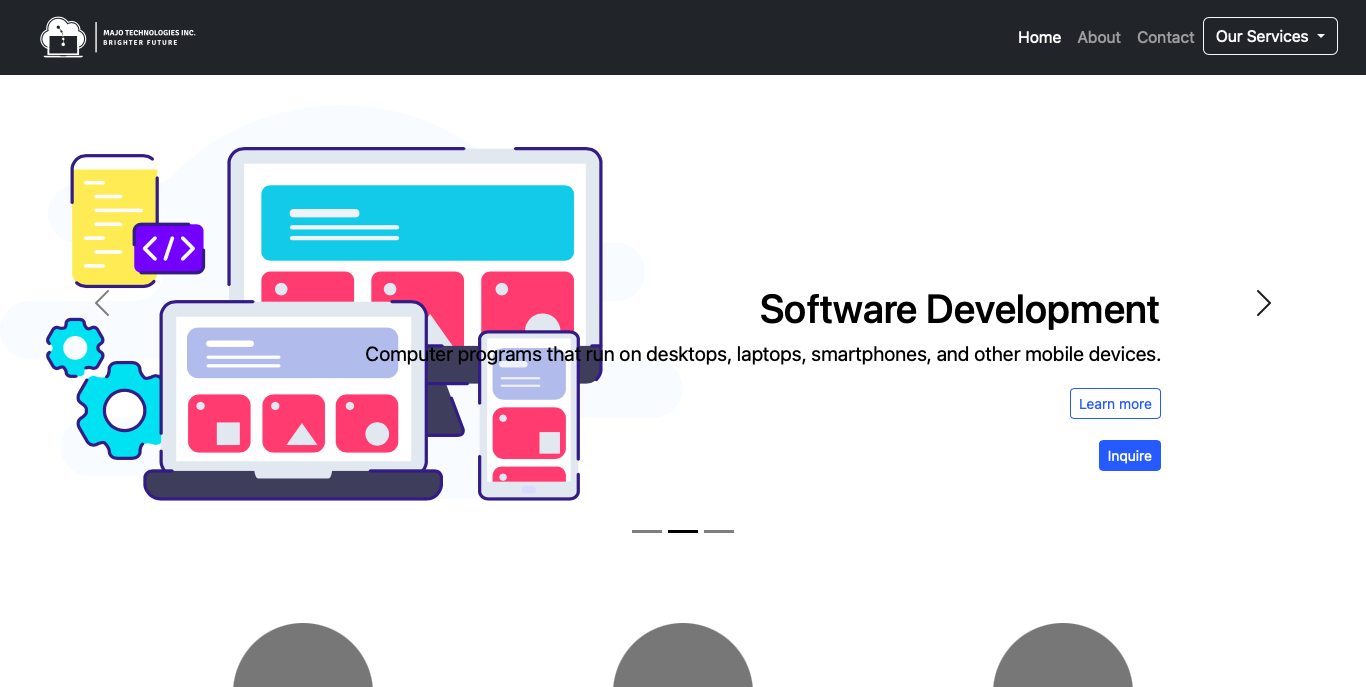 MAJO TECHNOLOGIES INC.
BRIGHTER FUTURE
Home About Contact Our Services
</>
Software Development
Computer programs that run on desktops, laptops, smartphones, and other mobile devices.
Learn more
Inquire